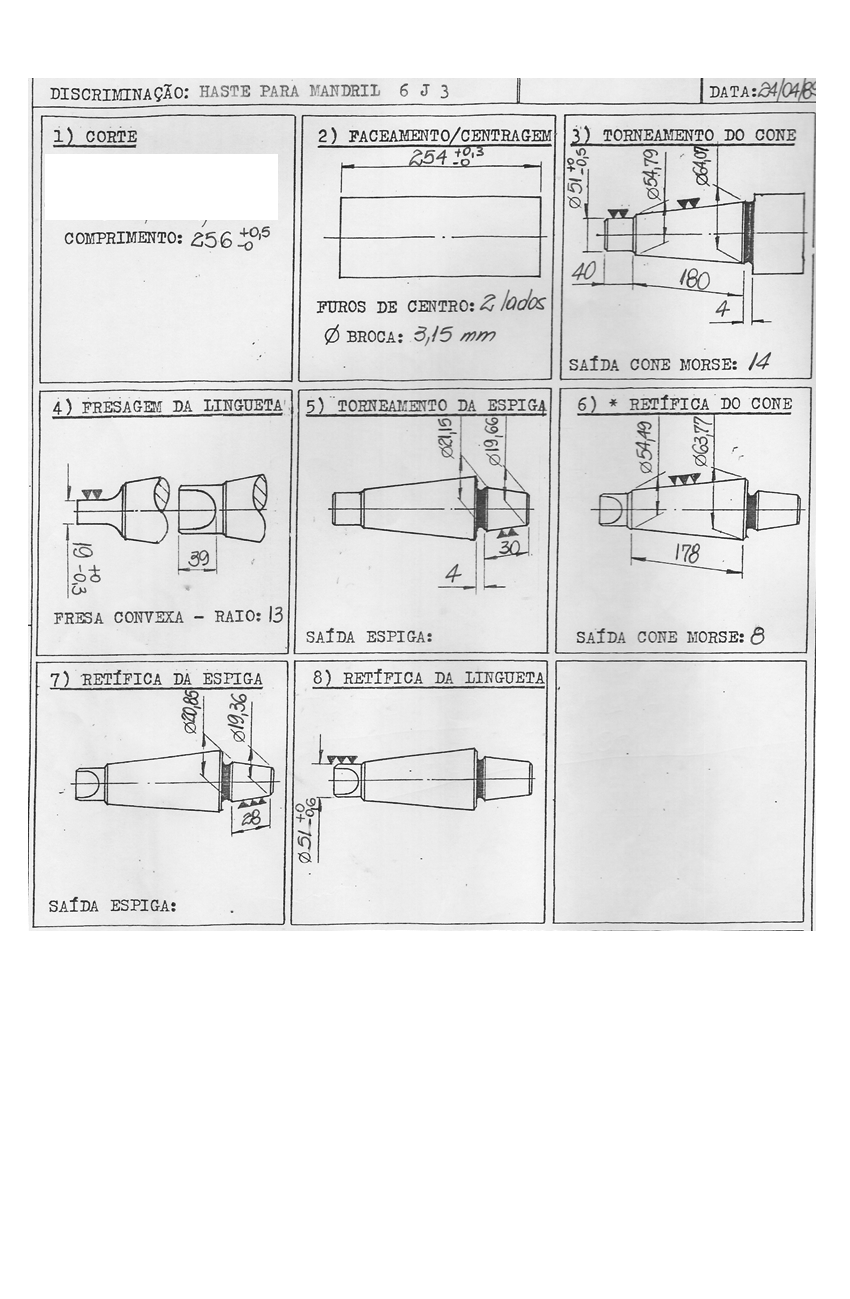 DISCRIMINAÇÃO: HASTE PARA MANDRIL 6 J 3
DATA: 24/04/89
1) CORTE
COMPRIMENTO: 256 +0,5 -0
2) FACEAMENTO/CENTRAGEM
254 +0,3 -0
FUROS DE CENTRO: 2 lados
Ø BROCA: 3,15 mm
3) TORNEAMENTO DO CONE
Ø51 +0 -0,5
Ø54,79
Ø64,07
40
180
4
SAÍDA CONE MORSE: 14
4) FRESAGEM DA LINGUETA
19 +0 -0,3
39
FRESA CONVEXA - RAIO: 13
5) TORNEAMENTO DA ESPIGA
Ø21,15
Ø19,66
30
4
SAÍDA ESPIGA:
6) * RETÍFICA DO CONE
Ø54,49
Ø63,77
178
SAÍDA CONE MORSE: 8
7) RETÍFICA DA ESPIGA
Ø20,85
Ø19,36
28
SAÍDA ESPIGA:
8) RETÍFICA DA LINGUETA
Ø51 +0 -0,6